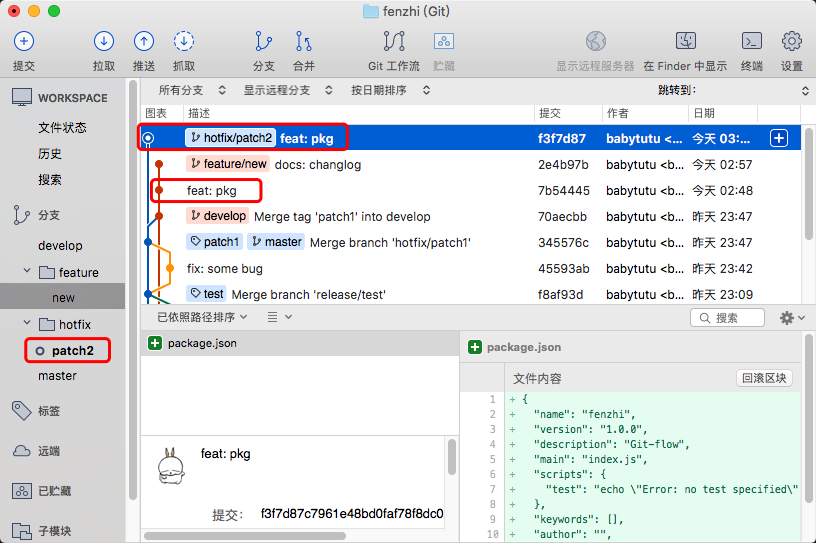 fenzhi (Git)
提交 拉取 推送 抓取 分支 合并 Git 工作流 贮藏 显示远程服务器 在 Finder 中显示 终端 设置
所有分支 显示远端分支 按日期排序 跳转到:
WORKSPACE
文件状态
历史
搜索
分支
develop
feature
new
hotfix
patch2
master
标签
远端
已贮藏
子模块
图表 描述 提交 作者 日期
hotfix/patch2 feat: pkg f3f7d87 babytutu <... 今天 03:...
feature/new docs: changlog 2e4b97b babytutu <b... 今天 02:57
feat: pkg 7b54445 babytutu <b... 今天 02:48
develop Merge tag 'patch1' into develop 70aecbb babytutu <b... 昨天 23:47
patch1 master Merge branch 'hotfix/patch1' 345576c babytutu <b... 昨天 23:47
fix: some bug 45593ab babytutu <b... 昨天 23:42
test Merge branch 'release/test' f8af93d babytutu <b... 昨天 23:09
已依照路径排序 搜索
package.json
feat: pkg
提交: f3f7d87c7961e48bd0faf78f8dc0
package.json
文件内容 回滚区块
1 + {
2 + "name": "fenzhi",
3 + "version": "1.0.0",
4 + "description": "Git-flow",
5 + "main": "index.js",
6 + "scripts": {
7 + "test": "echo \"Error: no test specified\"
8 + },
9 + "keywords": [],
10 + "author": "",